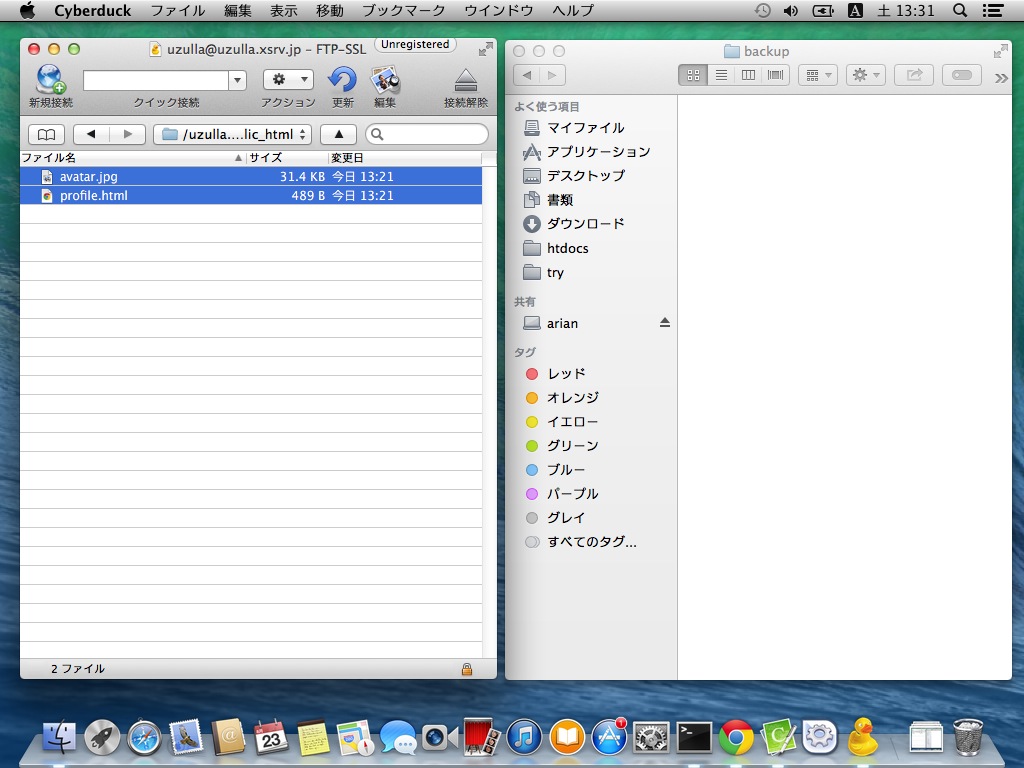 Cyberduck ファイル 編集 表示 移動 ブックマーク ウインドウ ヘルプ A 土 13:31
uzulla@uzulla.xsrv.jp – FTP-SSL Unregistered
新規接続 クイック接続 アクション 更新 編集 接続解除
/uzulla....lic_html
ファイル名 サイズ 変更日
avatar.jpg 31.4 KB 今日 13:21
profile.html 489 B 今日 13:21
2 ファイル
backup
よく使う項目
マイファイル
アプリケーション
デスクトップ
書類
ダウンロード
htdocs
try
共有
arian
タグ
レッド
オレンジ
イエロー
グリーン
ブルー
パープル
グレイ
すべてのタグ...
23
1